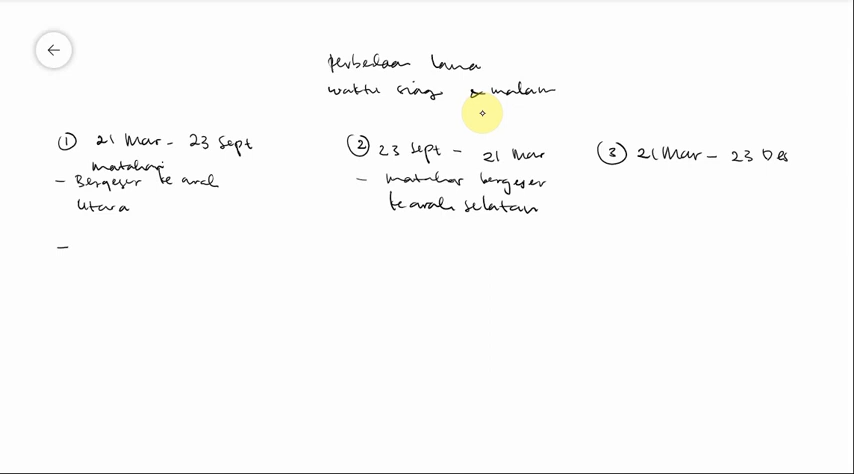 perbedaan lama
waktu siang & malam
① 21 Mar - 23 Sept
matahari
- Bergeser ke arah
Utara
-
② 23 Sept - 21 Mar
- matahar bergeser
ke arah selatan
③ 21 Mar - 23 Des